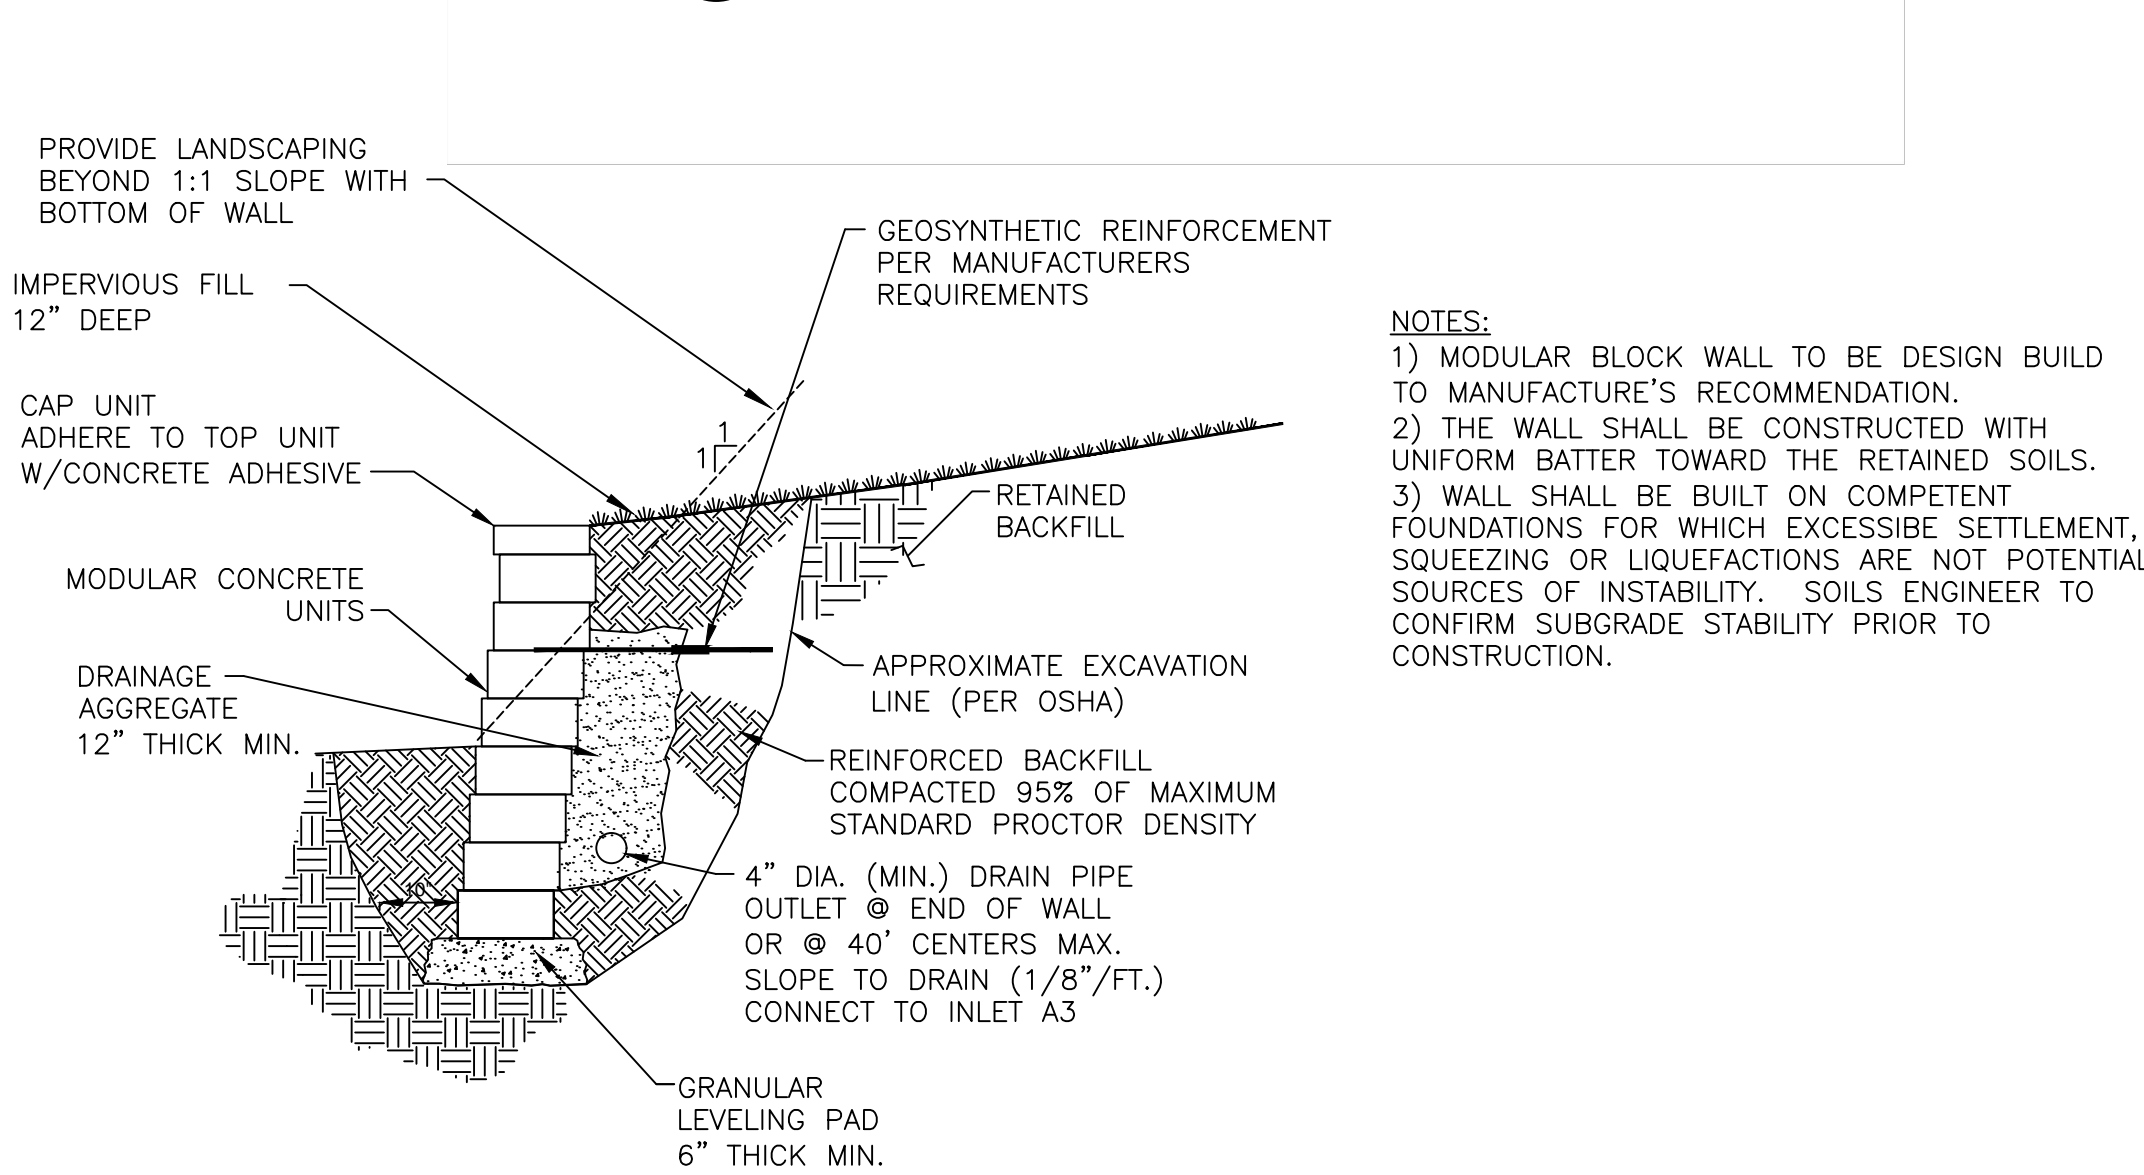 PROVIDE LANDSCAPING
BEYOND 1:1 SLOPE WITH
BOTTOM OF WALL
IMPERVIOUS FILL
12” DEEP
CAP UNIT
ADHERE TO TOP UNIT
W/CONCRETE ADHESIVE
MODULAR CONCRETE
UNITS
DRAINAGE
AGGREGATE
12” THICK MIN.
10"
1
1
GEOSYNTHETIC REINFORCEMENT
PER MANUFACTURERS
REQUIREMENTS
RETAINED
BACKFILL
APPROXIMATE EXCAVATION
LINE (PER OSHA)
REINFORCED BACKFILL
COMPACTED 95% OF MAXIMUM
STANDARD PROCTOR DENSITY
4” DIA. (MIN.) DRAIN PIPE
OUTLET @ END OF WALL
OR @ 40’ CENTERS MAX.
SLOPE TO DRAIN (1/8”/FT.)
CONNECT TO INLET A3
GRANULAR
LEVELING PAD
6” THICK MIN.
NOTES:
1) MODULAR BLOCK WALL TO BE DESIGN BUILD
TO MANUFACTURE’S RECOMMENDATION.
2) THE WALL SHALL BE CONSTRUCTED WITH
UNIFORM BATTER TOWARD THE RETAINED SOILS.
3) WALL SHALL BE BUILT ON COMPETENT
FOUNDATIONS FOR WHICH EXCESSIBE SETTLEMENT,
SQUEEZING OR LIQUEFACTIONS ARE NOT POTENTIAL
SOURCES OF INSTABILITY. SOILS ENGINEER TO
CONFIRM SUBGRADE STABILITY PRIOR TO
CONSTRUCTION.